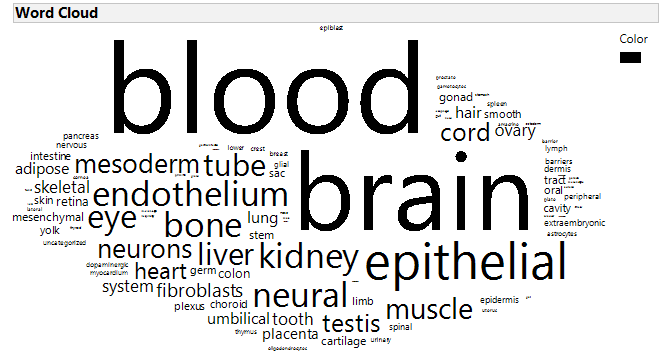 Word Cloud
epiblast
Color
blood
prostate
gametocytes
gonad
spleen
hair smooth
cord ovary
pancreas
nervous
lower crest
breast
barrier
lymph
intestine
mesoderm tube
glial
sac
barriers
dermis
adipose
skeletal
endothelium
brain
tract
oral
skin retina
peripheral
lateral
mesenchymal
eye
bone
lung
cavity
yolk
extraembryonic
uncategorized
stem
astrocytes
neurons
liver
kidney
epithelial
dopaminergic
myocardium
heart
germ colon
system
fibroblasts
neural
limb
muscle
epidermis
plexus choroid
uterus
umbilical tooth
testis
spinal
thymus
placenta
cartilage
urinary
oligodendrocytes